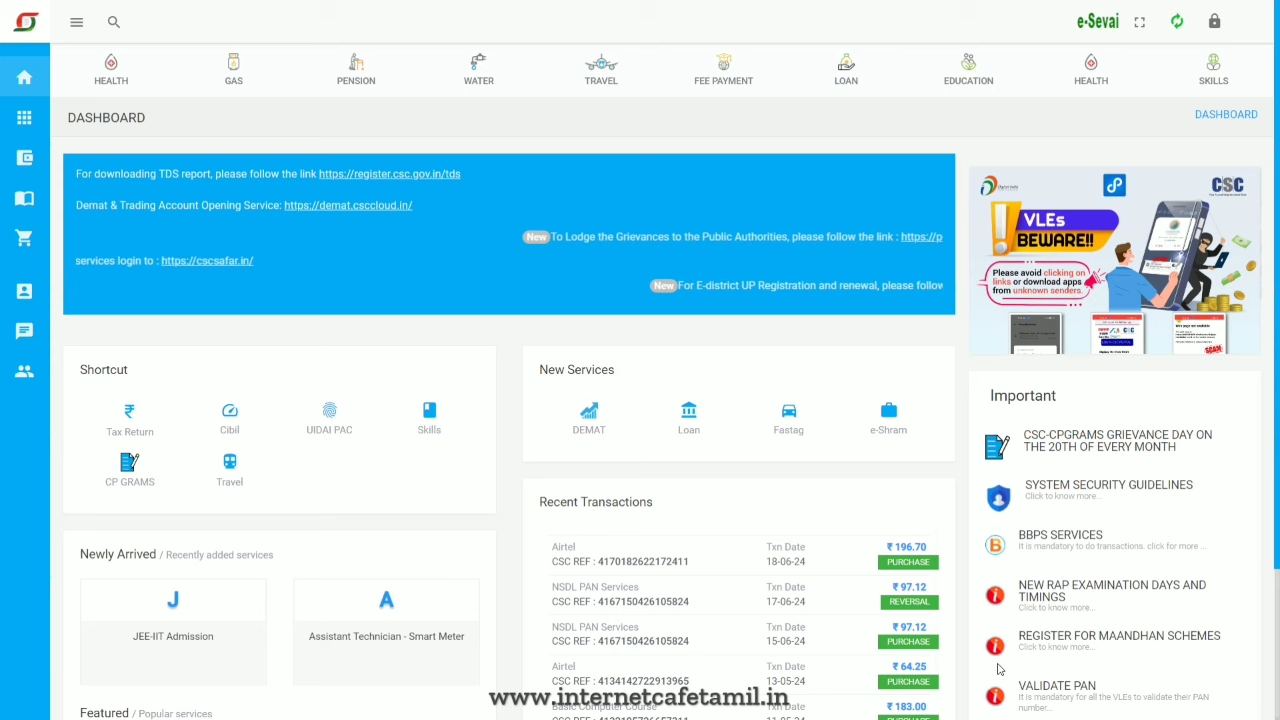 e-Sevai
HEALTH
GAS
PENSION
WATER
TRAVEL
FEE PAYMENT
LOAN
EDUCATION
HEALTH
SKILLS
DASHBOARD
DASHBOARD
For downloading TDS report, please follow the link https://register.csc.gov.in/tds
Demat & Trading Account Opening Service: https://demat.csccloud.in/
New To Lodge the Grievances to the Public Authorities, please follow the link : https://p
services login to : https://cscsafar.in/
New For E-district UP Registration and renewal, please follow
CSC
VLEs
BEWARE!!
Please avoid clicking on
links or download apps
from unknown senders.
SCAM
Shortcut
Tax Return
Cibil
UIDAI PAC
Skills
CP GRAMS
Travel
New Services
DEMAT
Loan
Fastag
e-Shram
Newly Arrived / Recently added services
J
JEE-IIT Admission
A
Assistant Technician - Smart Meter
Featured / Popular services
Recent Transactions
Airtel Txn Date ₹ 196.70
CSC REF : 4170182622172411 18-06-24 PURCHASE
NSDL PAN Services Txn Date ₹ 97.12
CSC REF : 4167150426105824 17-06-24 REVERSAL
NSDL PAN Services Txn Date ₹ 97.12
CSC REF : 4167150426105824 15-06-24 PURCHASE
Airtel Txn Date ₹ 64.25
CSC REF : 4134142722913965 13-05-24 PURCHASE
Basic Computer Course Txn Date ₹ 183.00
www.internetcafetamil.in
Important
CSC-CPGRAMS GRIEVANCE DAY ON
THE 20TH OF EVERY MONTH
SYSTEM SECURITY GUIDELINES
Click to know more...
BBPS SERVICES
It is mandatory to do transactions. click for more ...
NEW RAP EXAMINATION DAYS AND
TIMINGS
Click to know more...
REGISTER FOR MAANDHAN SCHEMES
Click to know more...
VALIDATE PAN
It is mandatory for all the VLEs to validate their PAN
number...